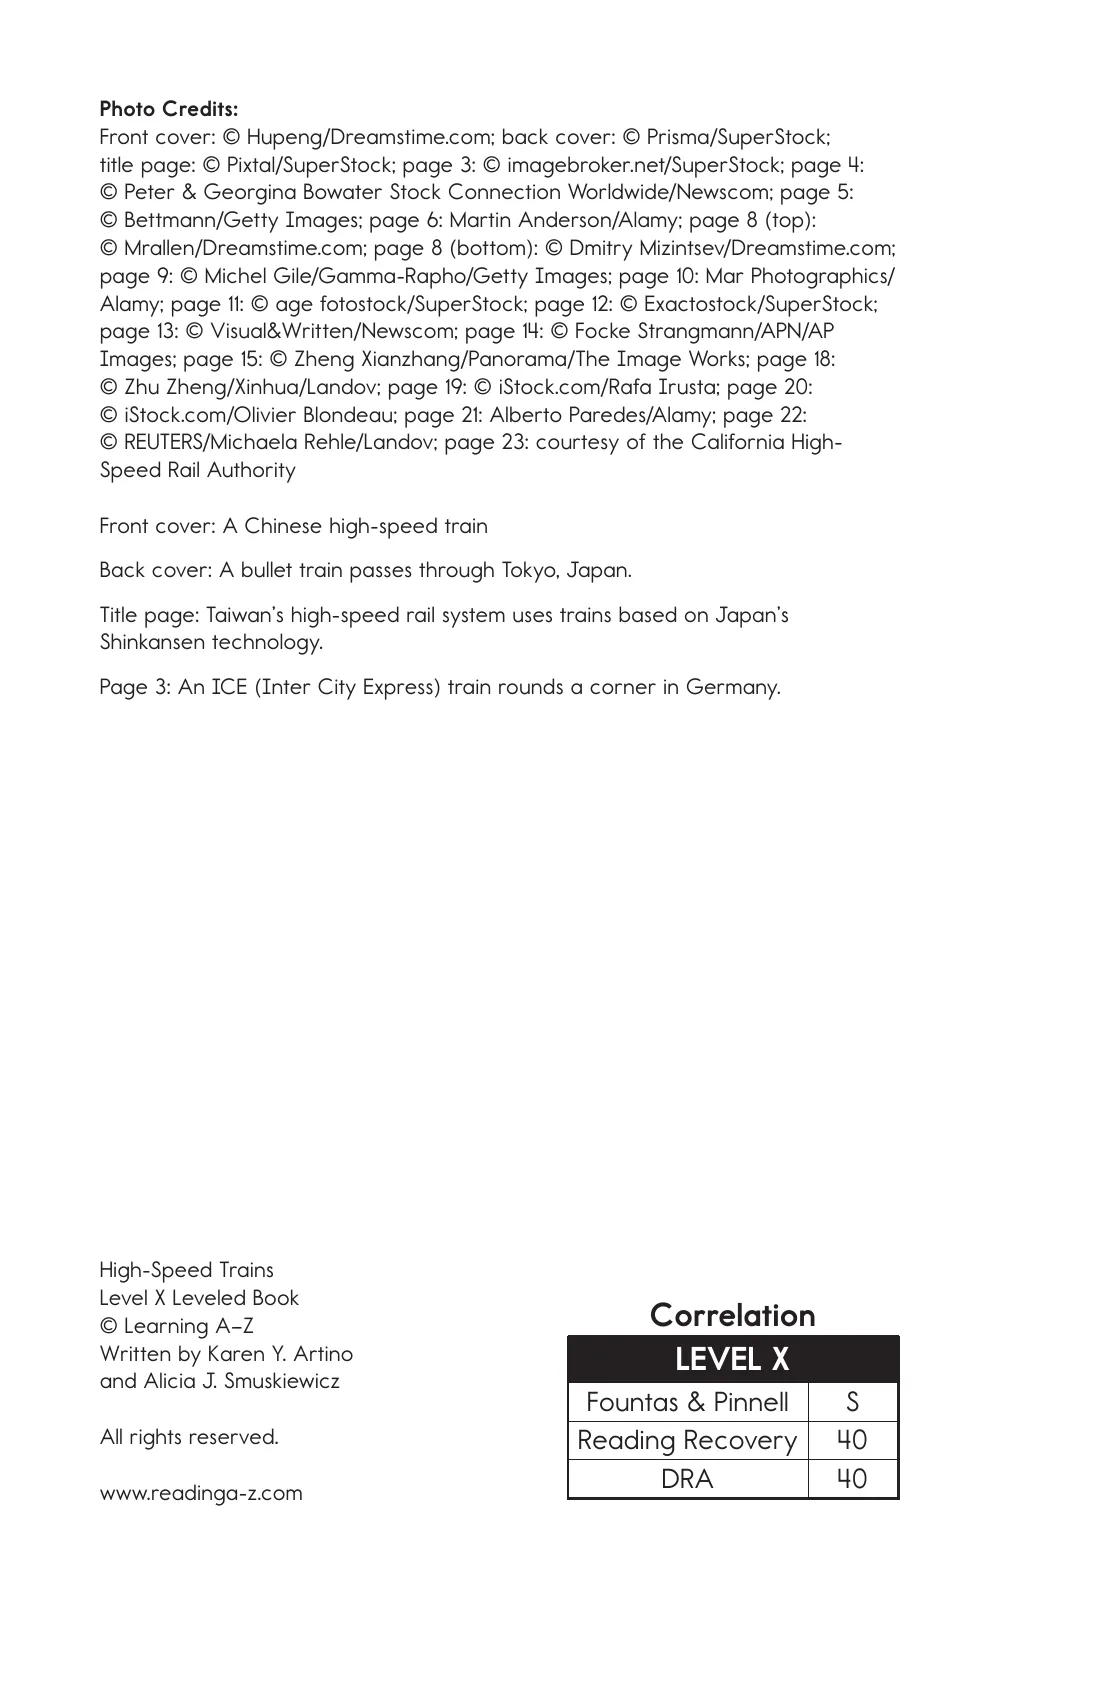 Photo Credits:
Front cover: © Hupeng/Dreamstime.com; back cover: © Prisma/SuperStock;
title page: © Pixtal/SuperStock; page 3: © imagebroker.net/SuperStock; page 4:
© Peter & Georgina Bowater Stock Connection Worldwide/Newscom; page 5:
© Bettmann/Getty Images; page 6: Martin Anderson/Alamy; page 8 (top):
© Mrallen/Dreamstime.com; page 8 (bottom): © Dmitry Mizintsev/Dreamstime.com;
page 9: © Michel Gile/Gamma-Rapho/Getty Images; page 10: Mar Photographics/
Alamy; page 11: © age fotostock/SuperStock; page 12: © Exactostock/SuperStock;
page 13: © Visual&Written/Newscom; page 14: © Focke Strangmann/APN/AP
Images; page 15: © Zheng Xianzhang/Panorama/The Image Works; page 18:
© Zhu Zheng/Xinhua/Landov; page 19: © iStock.com/Rafa Irusta; page 20:
© iStock.com/Olivier Blondeau; page 21: Alberto Paredes/Alamy; page 22:
© REUTERS/Michaela Rehle/Landov; page 23: courtesy of the California High-
Speed Rail Authority
Front cover: A Chinese high-speed train
Back cover: A bullet train passes through Tokyo, Japan.
Title page: Taiwan's high-speed rail system uses trains based on Japan's
Shinkansen technology.
Page 3: An ICE (Inter City Express) train rounds a corner in Germany.
High-Speed Trains
Level X Leveled Book
© Learning A–Z
Written by Karen Y. Artino
and Alicia J. Smuskiewicz
All rights reserved.
www.readinga-z.com
Correlation
LEVEL X
Fountas & Pinnell S
Reading Recovery 40
DRA 40